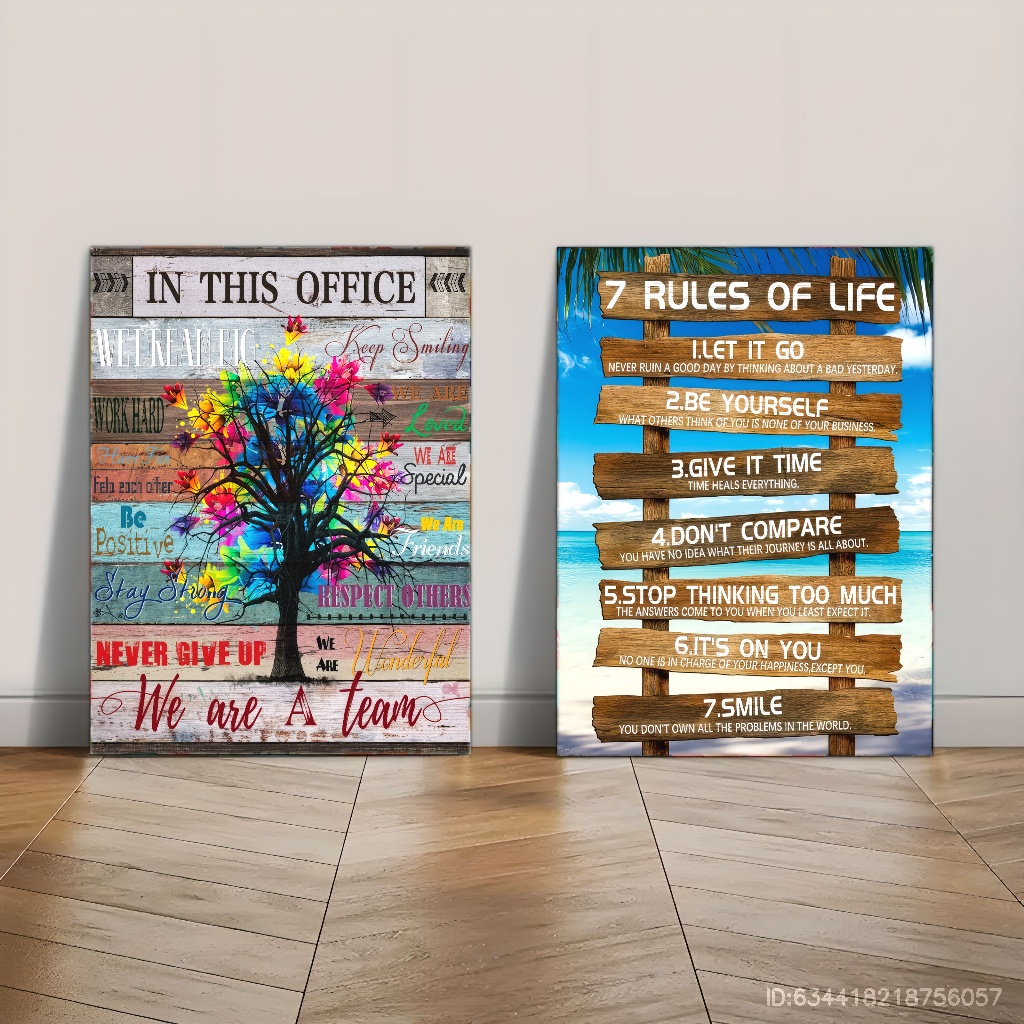 IN THIS OFFICE
Keep Smiling
WE ARE
WORK HARD
Loved
WE ARE
Special
Help each other
Be
Positive
We Are
Friends
Stay Strong
RESPECT OTHERS
NEVER GIVE UP
WE
ARE
Wonderful
We are A team
7 RULES OF LIFE
1.LET IT GO
NEVER RUIN A GOOD DAY BY THINKING ABOUT A BAD YESTERDAY.
2.BE YOURSELF
WHAT OTHERS THINK OF YOU IS NONE OF YOUR BUSINESS.
3.GIVE IT TIME
TIME HEALS EVERYTHING.
4.DON'T COMPARE
YOU HAVE NO IDEA WHAT THEIR JOURNEY IS ALL ABOUT.
5.STOP THINKING TOO MUCH
THE ANSWERS COME TO YOU WHEN YOU LEAST EXPECT IT.
6.IT'S ON YOU
NO ONE IS IN CHARGE OF YOUR HAPPINESS,EXCEPT YOU,
7.SMILE
YOU DON'T OWN ALL THE PROBLEMS IN THE WORLD.
ID:634418218756057